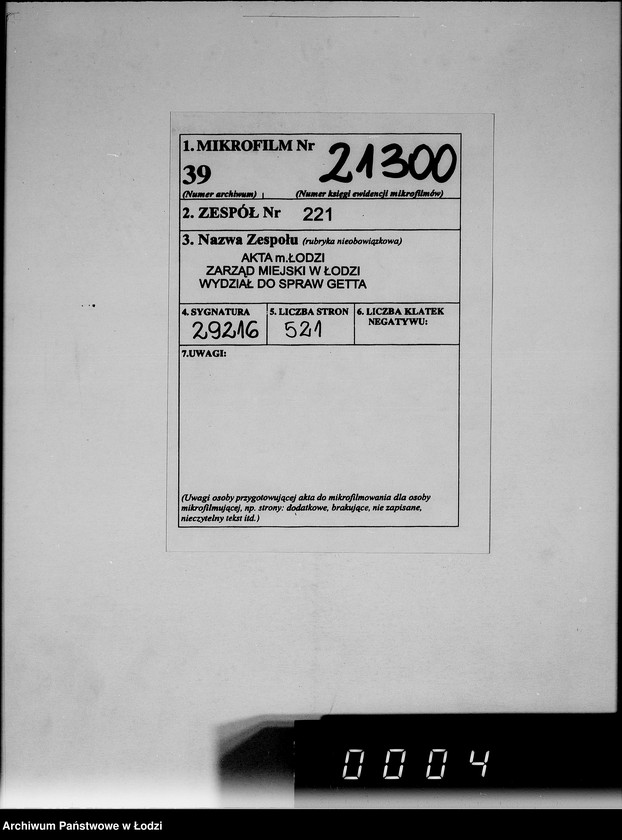 1. MIKROFILM Nr 21300
39
(Numer archiwum) (Numer księgi ewidencji mikrofilmów)
2. ZESPÓŁ Nr 221
3. Nazwa Zespołu (rubryka nieobowiązkowa)
AKTA m.ŁODZI
ZARZĄD MIEJSKI W ŁODZI
WYDZIAŁ DO SPRAW GETTA
4. SYGNATURA 5. LICZBA STRON 6. LICZBA KLATEK
NEGATYWU:
29216 521
7.UWAGI:
(Uwagi osoby przygotowującej akta do mikrofilmowania dla osoby
mikrofilmującej, np. strony: dodatkowe, brakujące, nie zapisane,
nieczytelny tekst itd.)
0004
Archiwum Państwowe w Łodzi